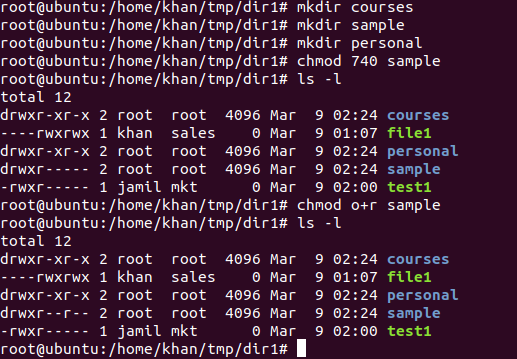 root@ubuntu:/home/khan/tmp/dir1# mkdir courses
root@ubuntu:/home/khan/tmp/dir1# mkdir sample
root@ubuntu:/home/khan/tmp/dir1# mkdir personal
root@ubuntu:/home/khan/tmp/dir1# chmod 740 sample
root@ubuntu:/home/khan/tmp/dir1# ls -l
total 12
drwxr-xr-x 2 root  root  4096 Mar  9 02:24 courses
----rwxrwx 1 khan  sales    0 Mar  9 01:07 file1
drwxr-xr-x 2 root  root  4096 Mar  9 02:24 personal
drwxr----- 2 root  root  4096 Mar  9 02:24 sample
-rwxr----- 1 jamil mkt      0 Mar  9 02:00 test1
root@ubuntu:/home/khan/tmp/dir1# chmod o+r sample
root@ubuntu:/home/khan/tmp/dir1# ls -l
total 12
drwxr-xr-x 2 root  root  4096 Mar  9 02:24 courses
----rwxrwx 1 khan  sales    0 Mar  9 01:07 file1
drwxr-xr-x 2 root  root  4096 Mar  9 02:24 personal
drwxr--r-- 2 root  root  4096 Mar  9 02:24 sample
-rwxr----- 1 jamil mkt      0 Mar  9 02:00 test1
root@ubuntu:/home/khan/tmp/dir1#